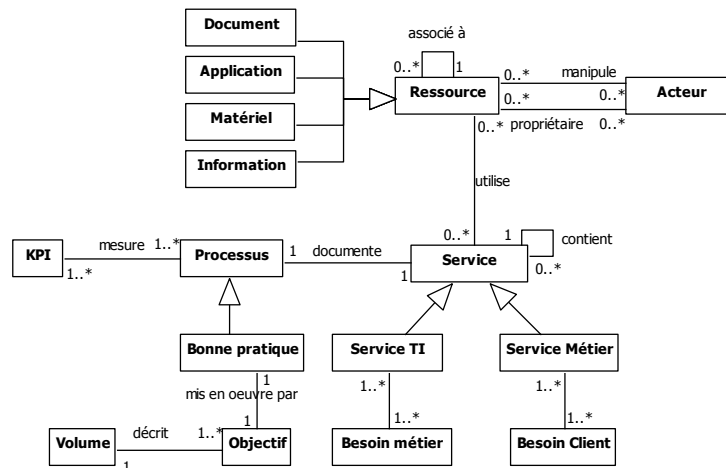 Document
associé à
0..*
1
Application
Ressource
0..*
manipule
Acteur
0..*
0..*
Matériel
0..*
propriétaire
0..*
Information
utilise
KPI
mesure
1..*
Processus
1
documente
0..*
1
Service
contient
1..*
1
0..*
Bonne pratique
Service TI
Service Métier
1
mis en oeuvre par
1..*
1..*
1
Volume
décrit
1..*
Objectif
1..*
Besoin métier
1..*
Besoin Client
1